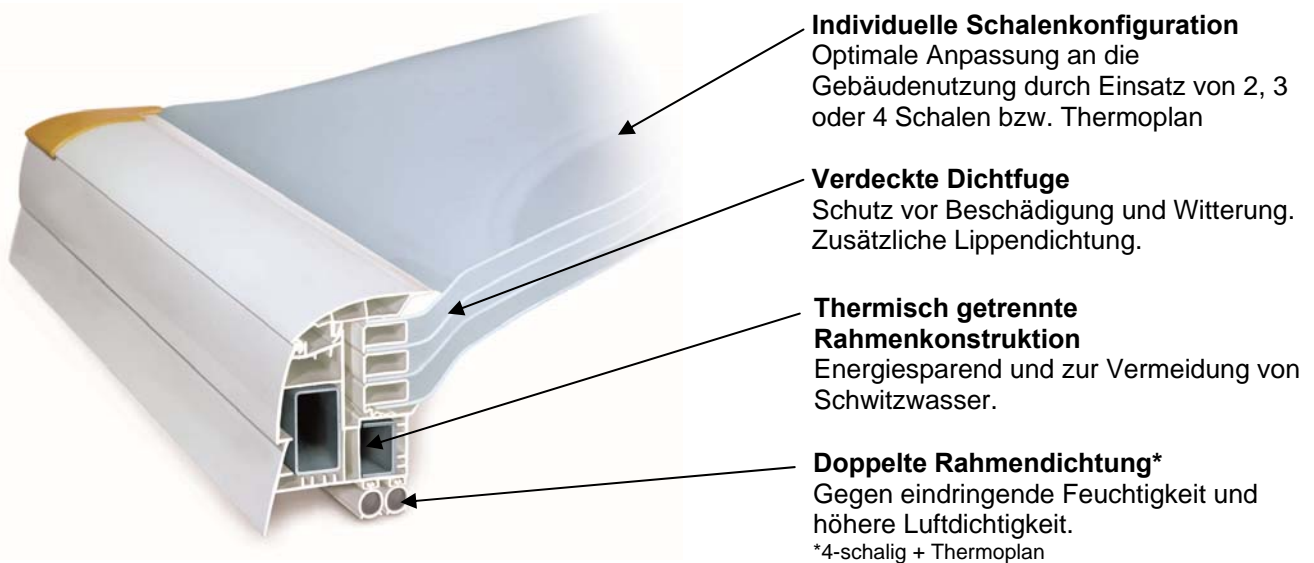 Individuelle Schalenkonfiguration
Optimale Anpassung an die
Gebäudenutzung durch Einsatz von 2, 3
oder 4 Schalen bzw. Thermoplan
Verdeckte Dichtfuge
Schutz vor Beschädigung und Witterung.
Zusätzliche Lippendichtung.
Thermisch getrennte
Rahmenkonstruktion
Energiesparend und zur Vermeidung von
Schwitzwasser.
Doppelte Rahmendichtung*
Gegen eindringende Feuchtigkeit und
höhere Luftdichtigkeit.
*4-schalig + Thermoplan